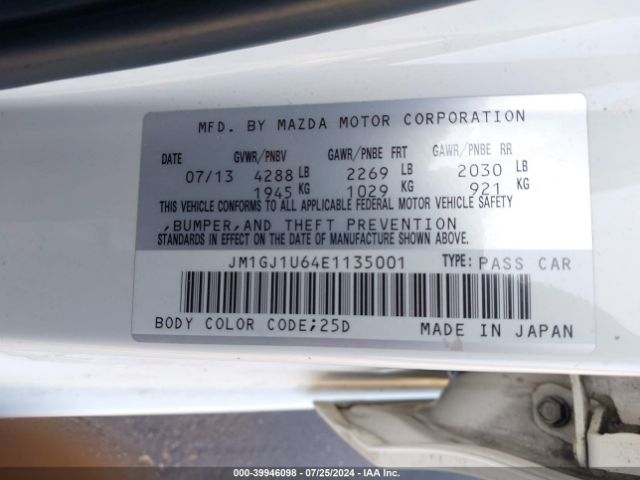 MFD. BY MAZDA MOTOR CORPORATION
DATE GVWR/PNBV GAWR/PNBE FRT GAWR/PNBE RR
07/13 4288 LB 2269 LB 2030 LB
1945 KG 1029 KG 921 KG
THIS VEHICLE CONFORMS TO ALL APPLICABLE FEDERAL MOTOR VEHICLE SAFETY
,BUMPER,AND THEFT PREVENTION
STANDARDS IN EFFECT ON THE DATE OF MANUFACTURE SHOWN ABOVE.
JM1GJ1U64E1135001 TYPE: PASS CAR
BODY COLOR CODE;25D MADE IN JAPAN
000-39946098 - 07/25/2024 - IAA Inc.